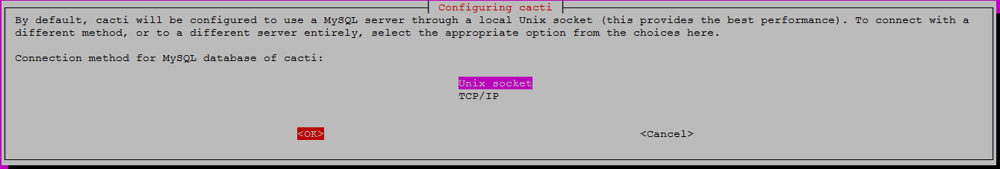 Configuring cacti
By default, cacti will be configured to use a MySQL server through a local Unix socket (this provides the best performance). To connect with a
different method, or to a different server entirely, select the appropriate option from the choices here.
Connection method for MySQL database of cacti:
Unix socket
TCP/IP
<OK> <Cancel>